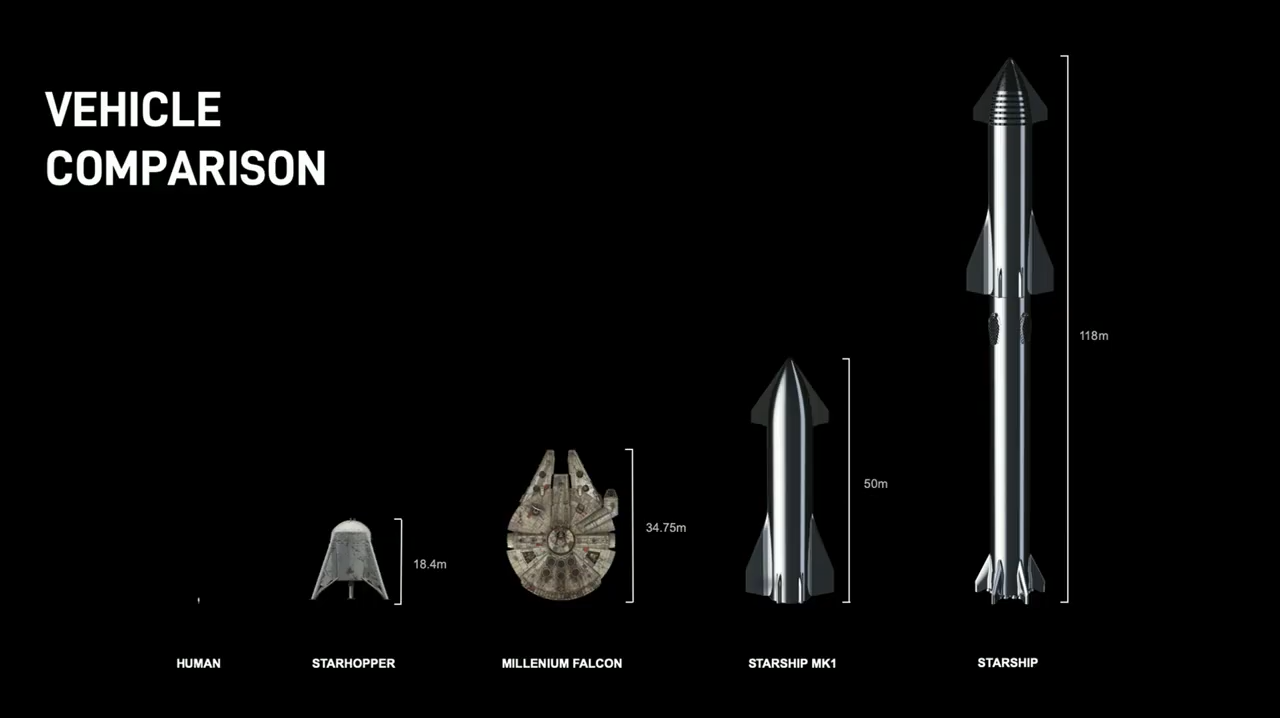 VEHICLE
COMPARISON
118m
50m
34.75m
18.4m
HUMAN
STARHOPPER
MILLENIUM FALCON
STARSHIP MK1
STARSHIP